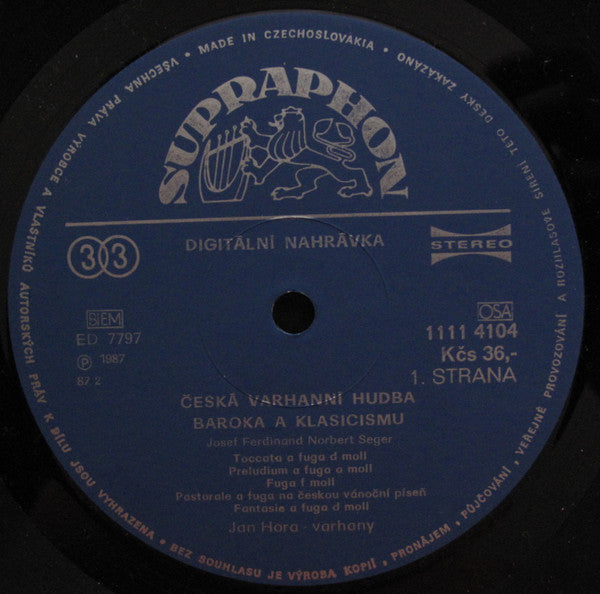 MADE IN CZECHOSLOVAKIA • VŠECHNA PRÁVA VÝROBCE A VLASTNÍKŮ AUTORSKÝCH PRÁV K DÍLU JSOU VYHRAZENA • BEZ SOUHLASU JE VÝROBA KOPIÍ, PRONÁJEM, PŮJČOVÁNÍ, VEŘEJNÉ PROVOZOVÁNÍ A ROZHLASOVÉ ŠÍŘENÍ TÉTO DESKY ZAKÁZÁNO •
SUPRAPHON
33
DIGITÁLNÍ NAHRÁVKA
STEREO
SIEM
ED 7797
℗ 1987
87 2
OSA
1111 4104
Kčs 36,-
1. STRANA
ČESKÁ VARHANNÍ HUDBA
BAROKA A KLASICISMU
Josef Ferdinand Norbert Seger
Toccata a fuga d moll
Preludium a fuga a moll
Fuga f moll
Pastorale a fuga na českou vánoční píseň
Fantasie a fuga d moll
Jan Hora - varhany